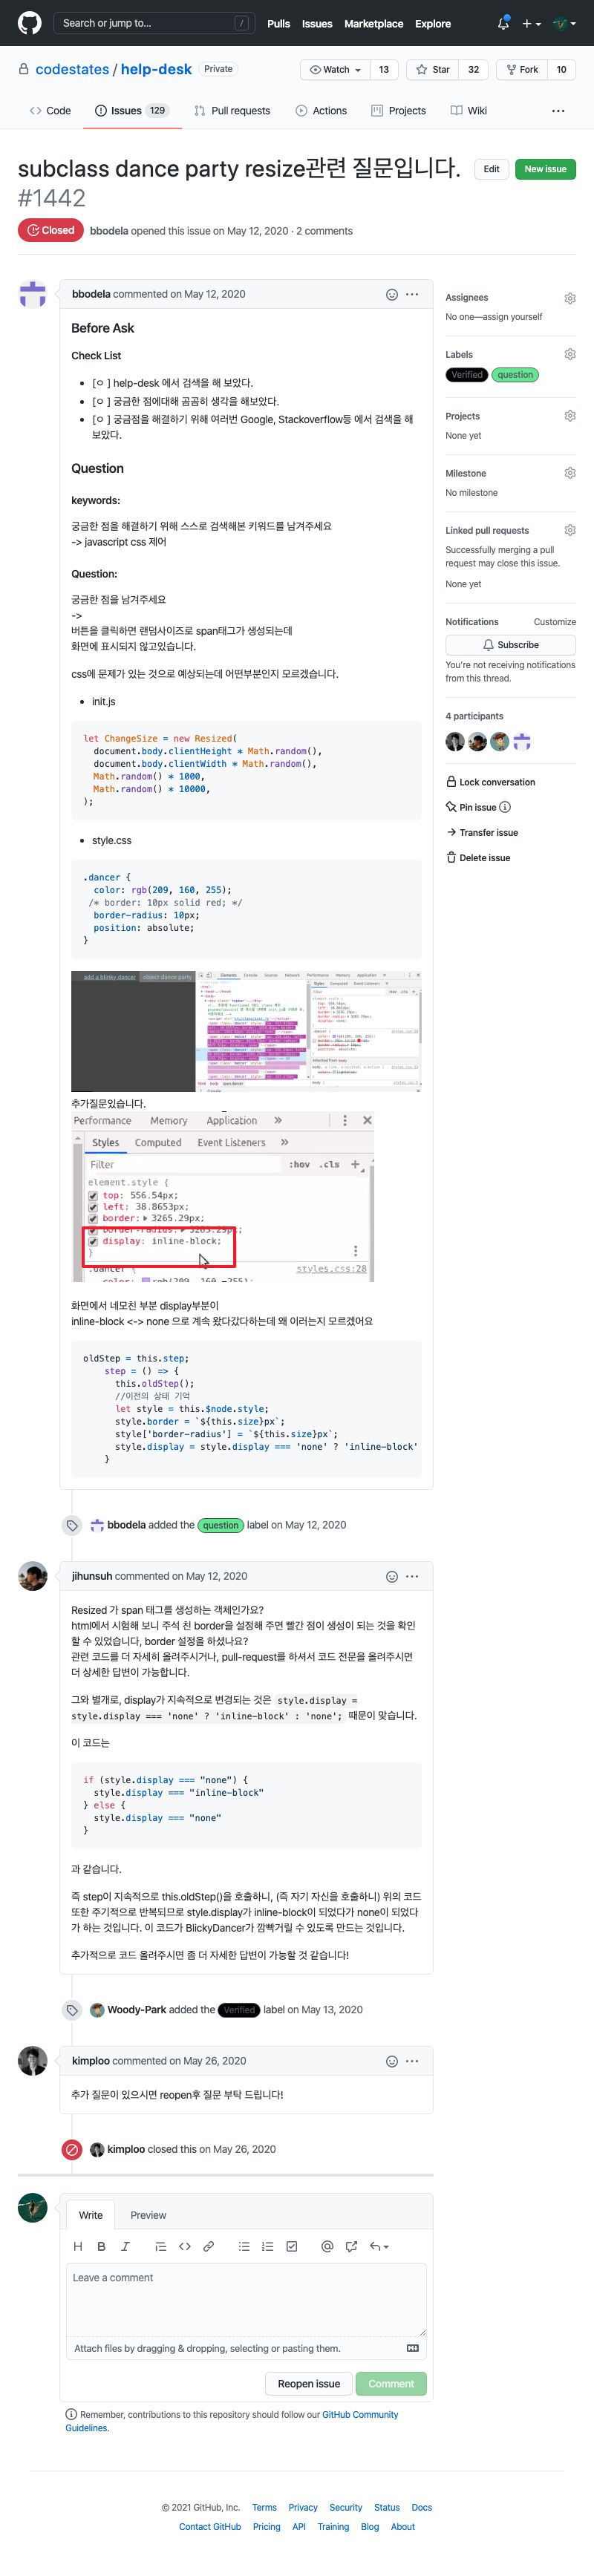 Search or jump to...
/
Pulls Issues Marketplace Explore
codestates / help-desk Private
Watch 13 Star 32 Fork 10
Code Issues 129 Pull requests Actions Projects Wiki
subclass dance party resize관련 질문입니다.
#1442
Edit New issue
Closed bbodela opened this issue on May 12, 2020 · 2 comments
bbodela commented on May 12, 2020
Before Ask
Check List
• [ㅇ ] help-desk 에서 검색을 해 보았다.
• [ㅇ ] 궁금한 점에대해 곰곰히 생각을 해보았다.
• [ㅇ ] 궁금점을 해결하기 위해 여러번 Google, Stackoverflow등 에서 검색을 해
보았다.
Question
keywords:
궁금한 점을 해결하기 위해 스스로 검색해본 키워드를 남겨주세요
-> javascript css 제어
Question:
궁금한 점을 남겨주세요
->
버튼을 클릭하면 랜덤사이즈로 span태그가 생성되는데
화면에 표시되지 않고있습니다.
css에 문제가 있는 것으로 예상되는데 어떤부분인지 모르겠습니다.
• init.js
let ChangeSize = new Resized(
document.body.clientHeight * Math.random(),
document.body.clientWidth * Math.random(),
Math.random() * 1000,
Math.random() * 10000,
);
• style.css
.dancer {
color: rgb(209, 160, 255);
/* border: 10px solid red; */
border-radius: 10px;
position: absolute;
}
add a blinky dancer object dance party
추가질문있습니다.
Performance Memory Application »
Styles Computed Event Listeners »
Filter :hov .cls +
element.style {
top: 556.54px;
left: 38.8653px;
border: 3265.29px;
border-radius: 3265.29px;
display: inline-block;
}
.dancer { styles.css:28
color: rgb(209, 160, 255);
화면에서 네모친 부분 display부분이
inline-block <-> none 으로 계속 왔다갔다하는데 왜 이러는지 모르겠어요
oldStep = this.step;
step = () => {
this.oldStep();
//이전의 상태 기억
let style = this.$node.style;
style.border = `${this.size}px`;
style['border-radius'] = `${this.size}px`;
style.display = style.display === 'none' ? 'inline-block'
}
bbodela added the question label on May 12, 2020
jihunsuh commented on May 12, 2020
Resized 가 span 태그를 생성하는 객체인가요?
html에서 시험해 보니 주석 친 border을 설정해 주면 빨간 점이 생성이 되는 것을 확인
할 수 있었습니다, border 설정을 하셨나요?
관련 코드를 더 자세히 올려주시거나, pull-request를 하셔서 코드 전문을 올려주시면
더 상세한 답변이 가능합니다.
그와 별개로, display가 지속적으로 변경되는 것은 style.display =
style.display === 'none' ? 'inline-block' : 'none'; 때문이 맞습니다.
이 코드는
if (style.display === "none") {
style.display === "inline-block"
} else {
style.display === "none"
}
과 같습니다.
즉 step이 지속적으로 this.oldStep()을 호출하니, (즉 자기 자신을 호출하니) 위의 코드
또한 주기적으로 반복되므로 style.display가 inline-block이 되었다가 none이 되었다
가 하는 것입니다. 이 코드가 BlickyDancer가 깜빡거릴 수 있도록 만드는 것입니다.
추가적으로 코드 올려주시면 좀 더 자세한 답변이 가능할 것 같습니다!
Woody-Park added the Verified label on May 13, 2020
kimploo commented on May 26, 2020
추가 질문이 있으시면 reopen후 질문 부탁 드립니다!
kimploo closed this on May 26, 2020
Write Preview
Leave a comment
Attach files by dragging & dropping, selecting or pasting them.
Reopen issue Comment
Remember, contributions to this repository should follow our GitHub Community
Guidelines.
Assignees
No one—assign yourself
Labels
Verified question
Projects
None yet
Milestone
No milestone
Linked pull requests
Successfully merging a pull
request may close this issue.
None yet
Notifications Customize
Subscribe
You're not receiving notifications
from this thread.
4 participants
Lock conversation
Pin issue
Transfer issue
Delete issue
© 2021 GitHub, Inc. Terms Privacy Security Status Docs
Contact GitHub Pricing API Training Blog About